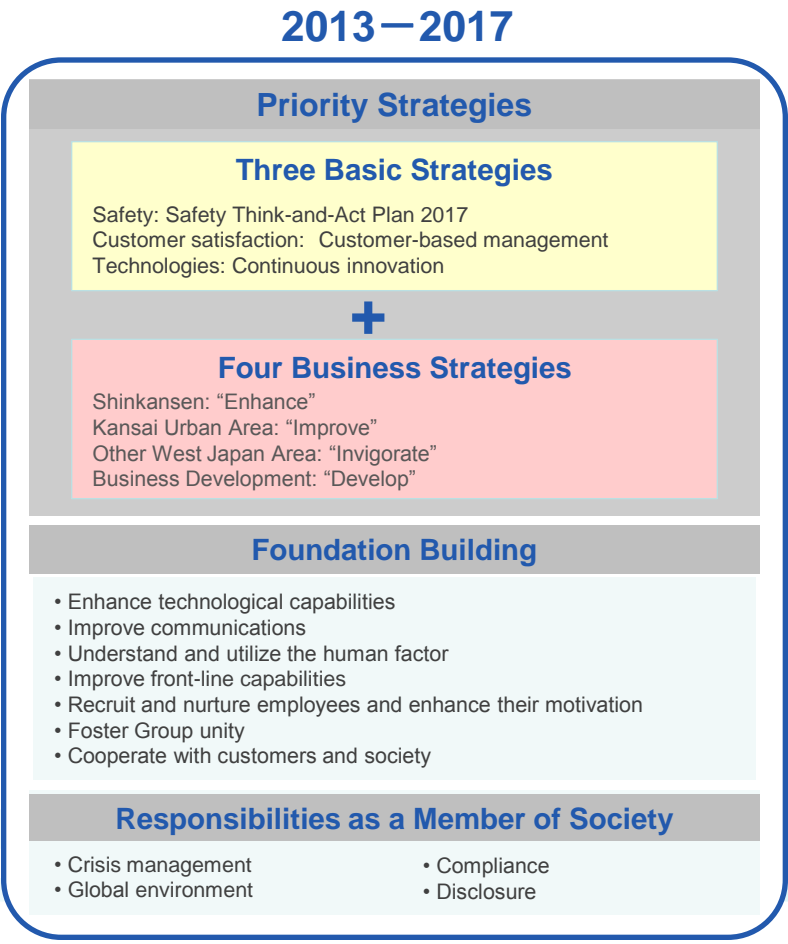 2013－2017
Priority Strategies
Three Basic Strategies
Safety: Safety Think-and-Act Plan 2017
Customer satisfaction: Customer-based management
Technologies: Continuous innovation
+
Four Business Strategies
Shinkansen: “Enhance”
Kansai Urban Area: “Improve”
Other West Japan Area: “Invigorate”
Business Development: “Develop”
Foundation Building
• Enhance technological capabilities
• Improve communications
• Understand and utilize the human factor
• Improve front-line capabilities
• Recruit and nurture employees and enhance their motivation
• Foster Group unity
• Cooperate with customers and society
Responsibilities as a Member of Society
• Crisis management
• Global environment
• Compliance
• Disclosure